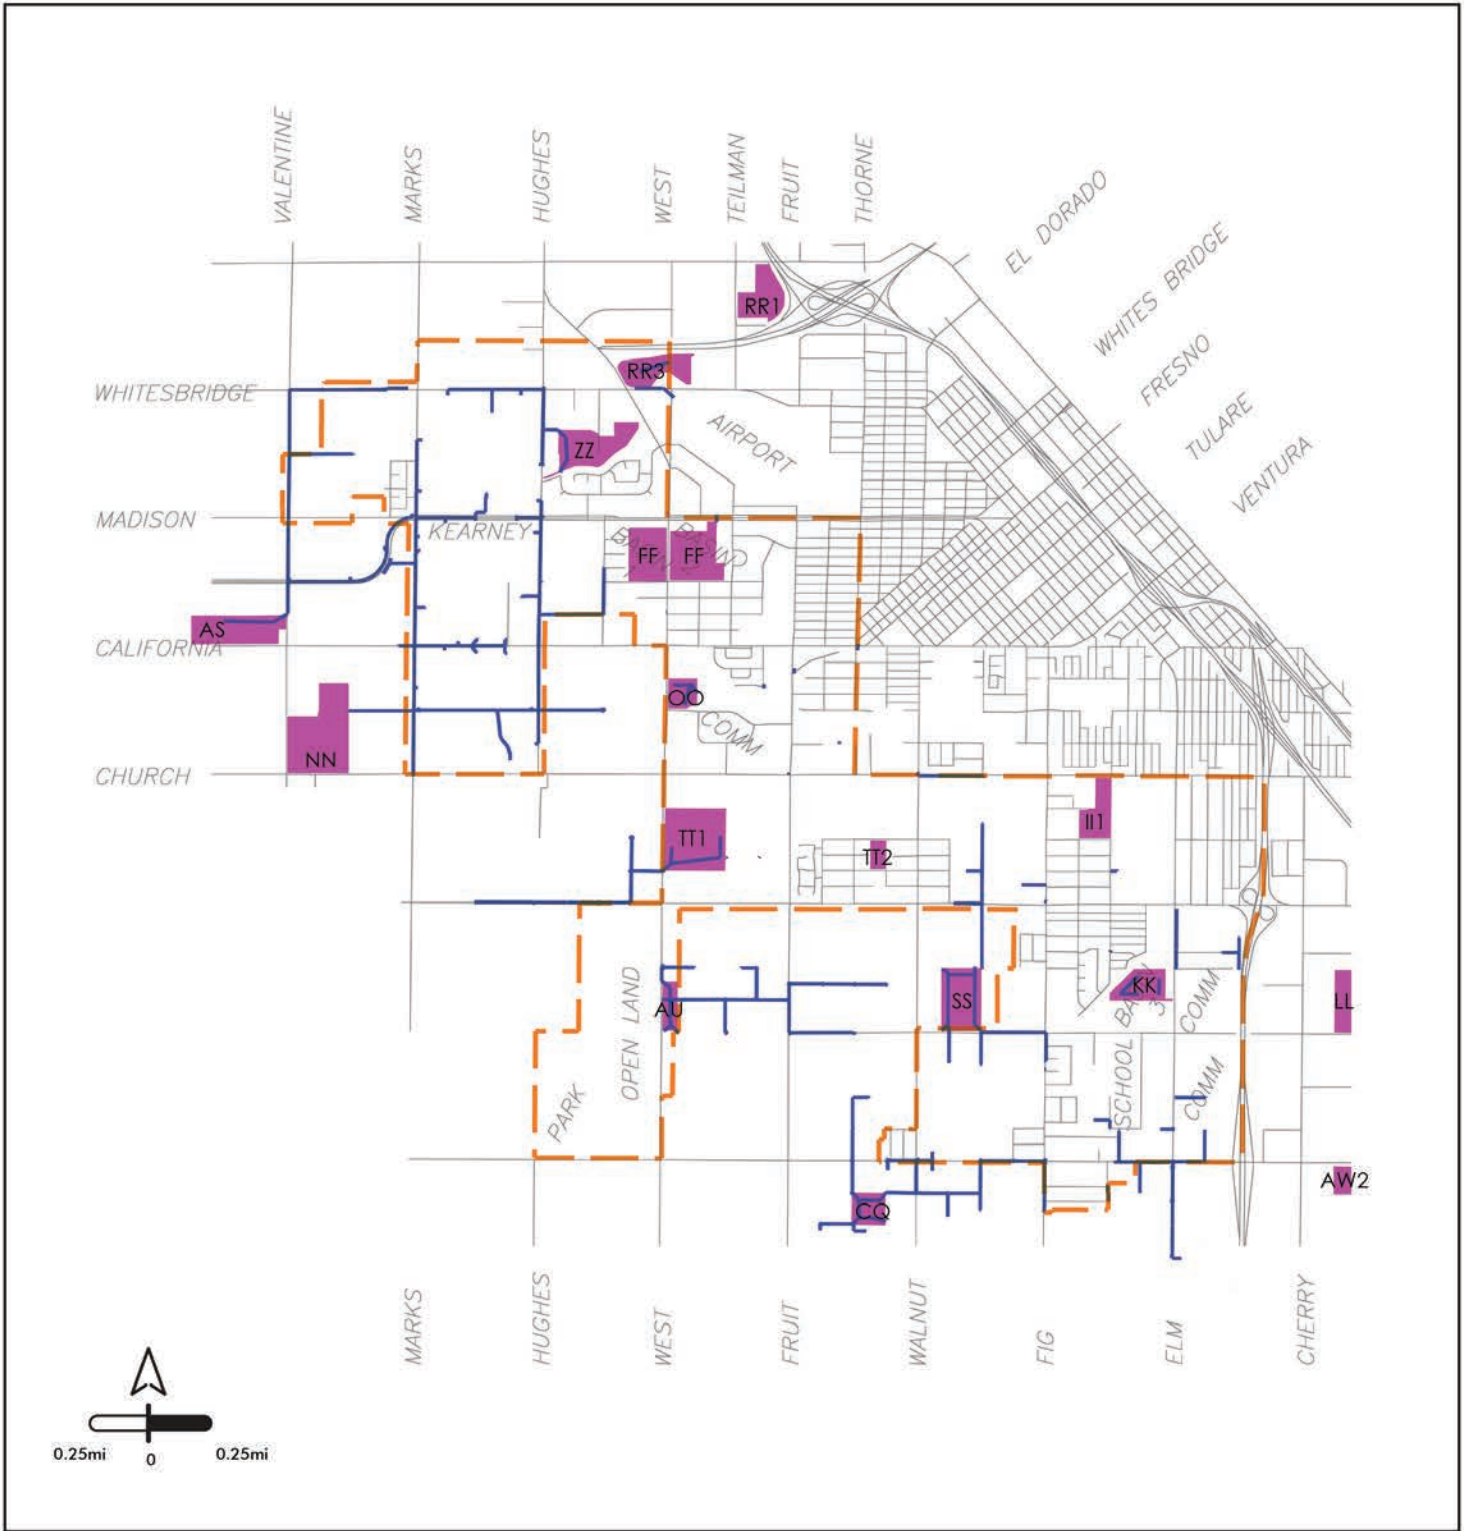 VALENTINE
MARKS
HUGHES
WEST
TEILMAN
FRUIT
THORNE
EL DORADO
WHITES BRIDGE
FRESNO
TULARE
VENTURA
RR1
RR3
WHITESBRIDGE
ZZ
AIRPORT
MADISON
KEARNEY
BASIN
BASIN
FF
FF
AS
CALIFORNIA
OO
COMM
NN
CHURCH
TT1
TT2
II1
OPEN LAND
AU
SS
KK
COMM
LL
PARK
SCHOOL
COMM
AW2
CQ
MARKS
HUGHES
WEST
FRUIT
WALNUT
FIG
ELM
CHERRY
0.25mi
0
0.25mi